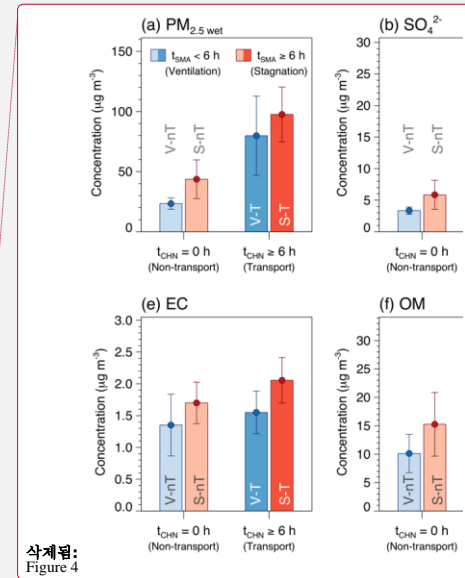 (a) PM2.5 wet
(b) SO4 2-
150
100
50
0
Concentration (μg m-3)
tSMA < 6 h
(Ventilation)
tSMA ≥ 6 h
(Stagnation)
V-nT
S-nT
V-T
S-T
tCHN = 0 h
(Non-transport)
tCHN ≥ 6 h
(Transport)
30
25
20
15
10
5
0
Concentration (μg m-3)
V-nT
S-nT
tCHN = 0 h
(Non-transport)
(e) EC
(f) OM
3.0
2.5
2.0
1.5
1.0
0.5
0.0
Concentration (μg m-3)
V-nT
S-nT
V-T
S-T
tCHN = 0 h
(Non-transport)
tCHN ≥ 6 h
(Transport)
30
25
20
15
10
5
0
Concentration (μg m-3)
V-nT
S-nT
tCHN = 0 h
(Non-transport)
삭제됨:
Figure 4